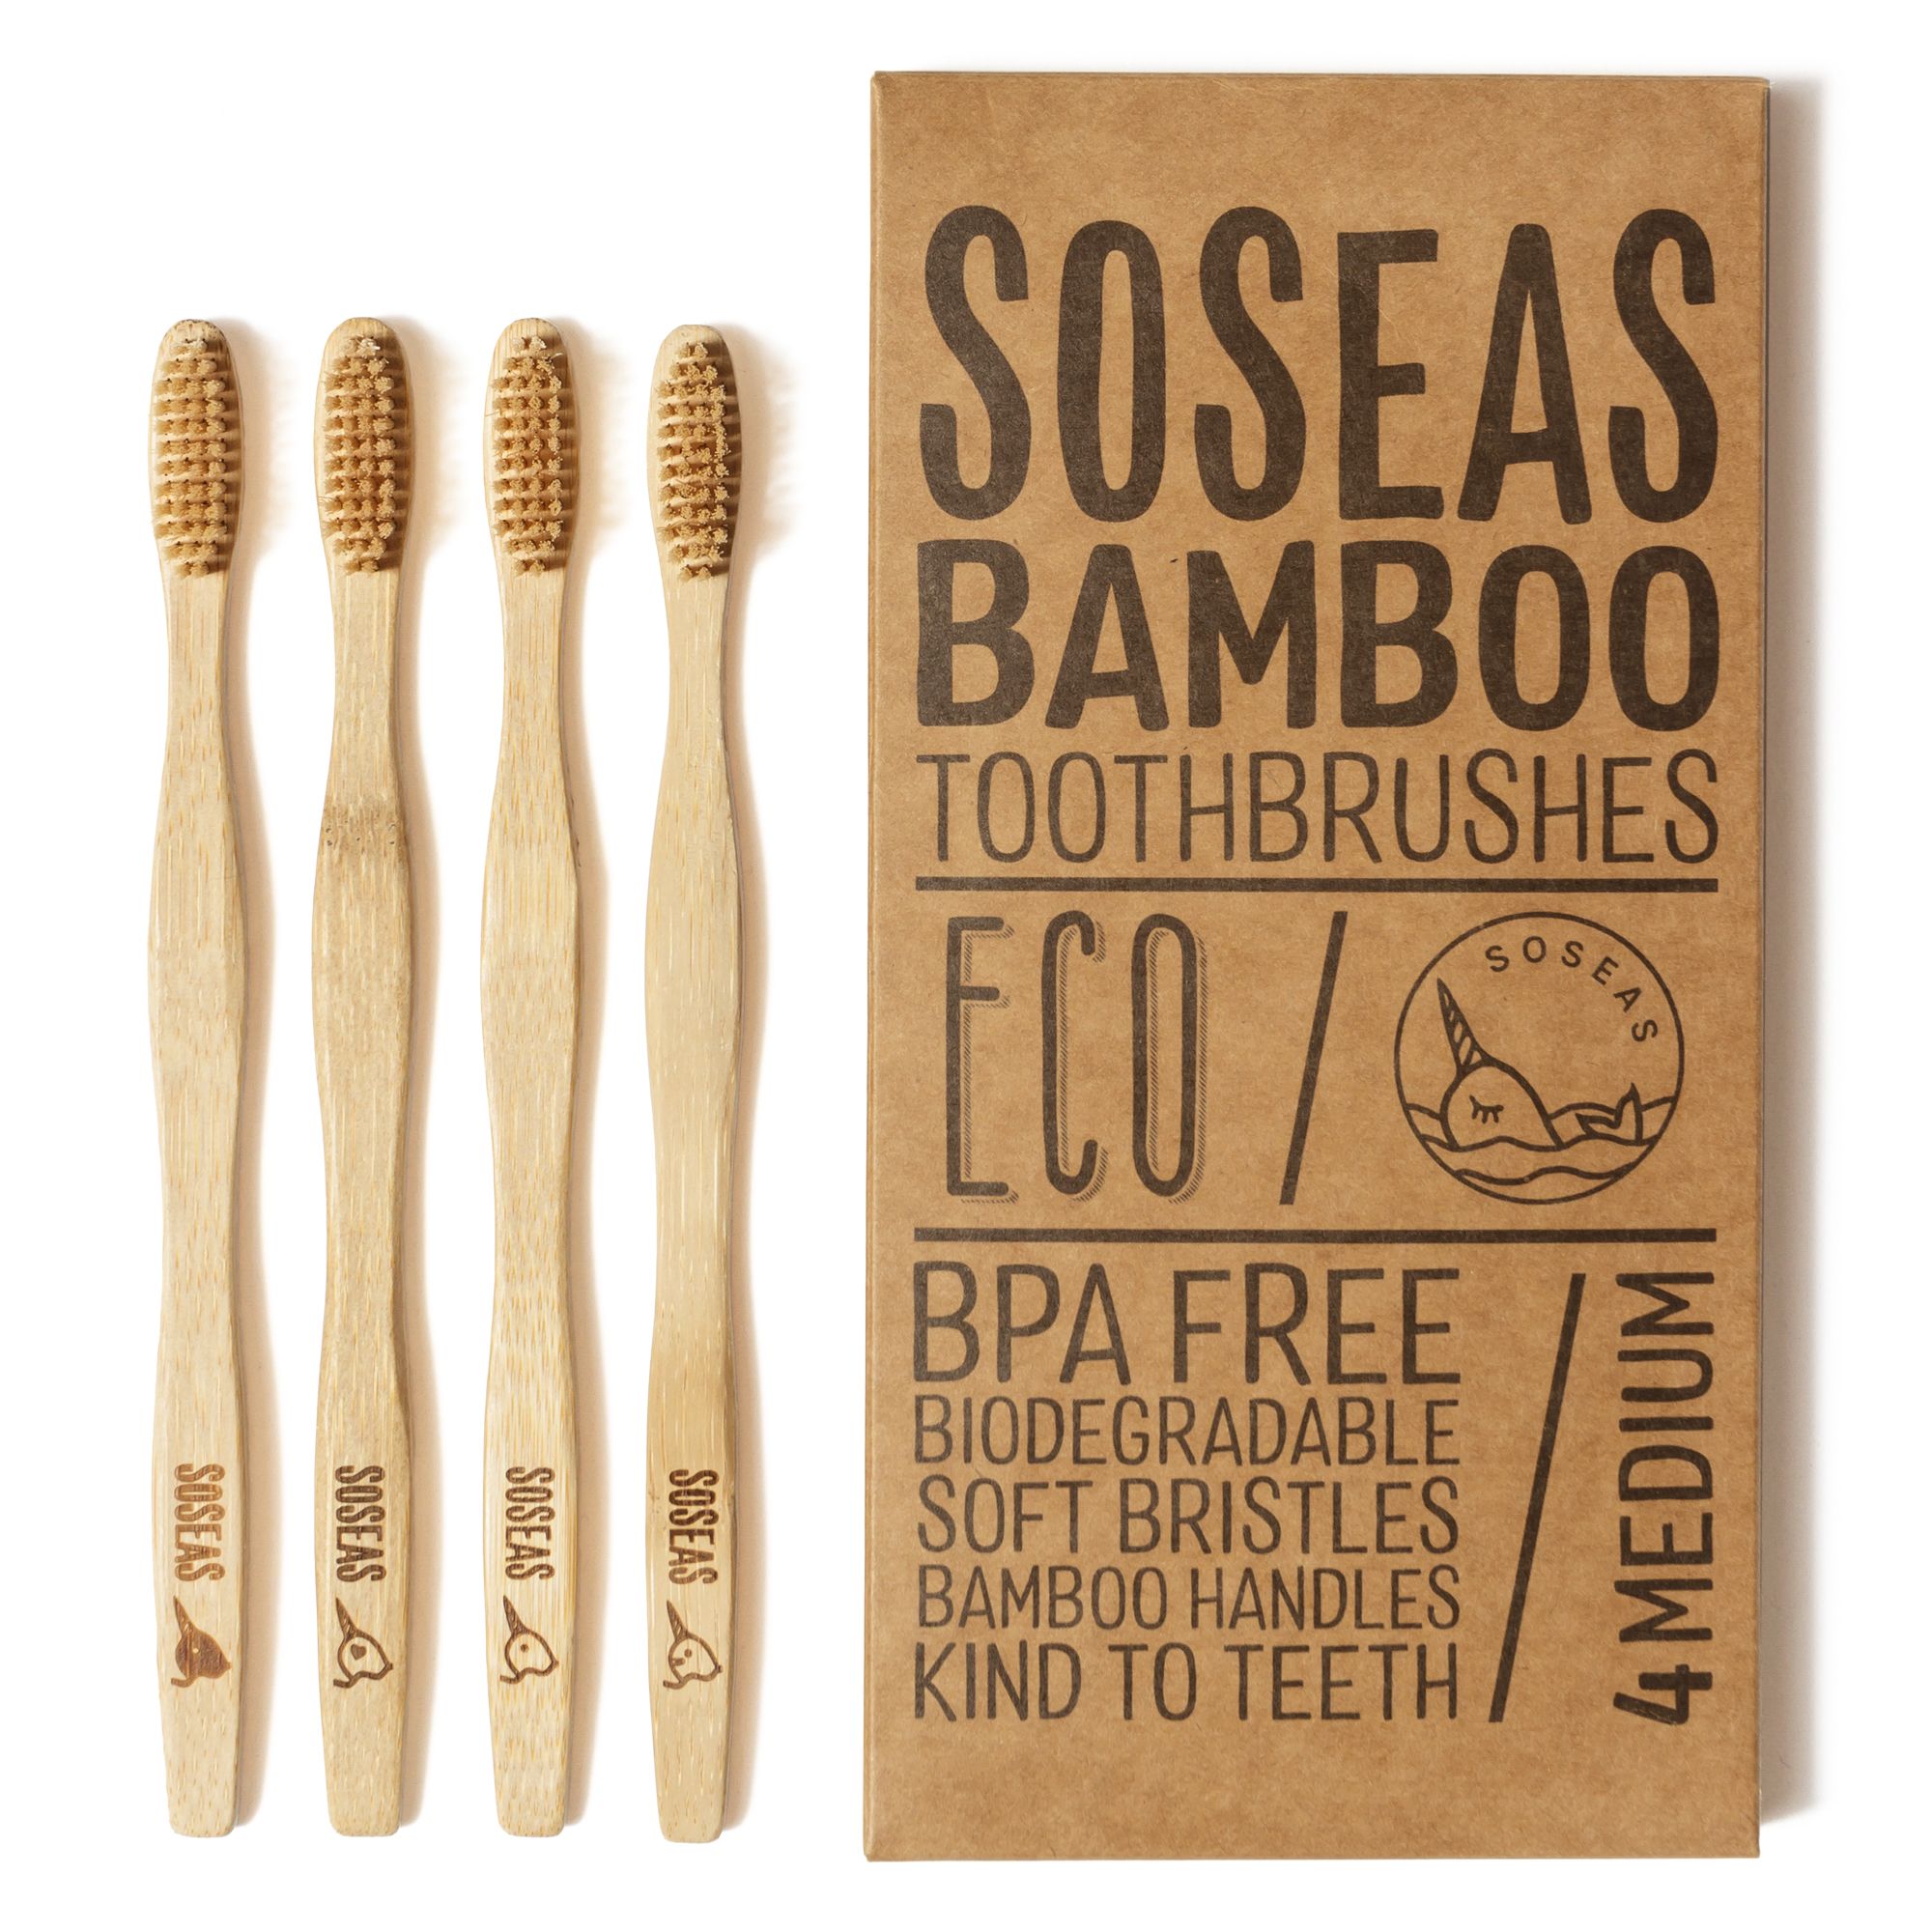 SOSEAS
SOSEAS
SOSEAS
SOSEAS
SOSEAS
BAMBOO
TOOTHBRUSHES
ECO /
SOSEAS
BPA FREE
BIODEGRADABLE
SOFT BRISTLES
BAMBOO HANDLES
KIND TO TEETH
/
4 MEDIUM